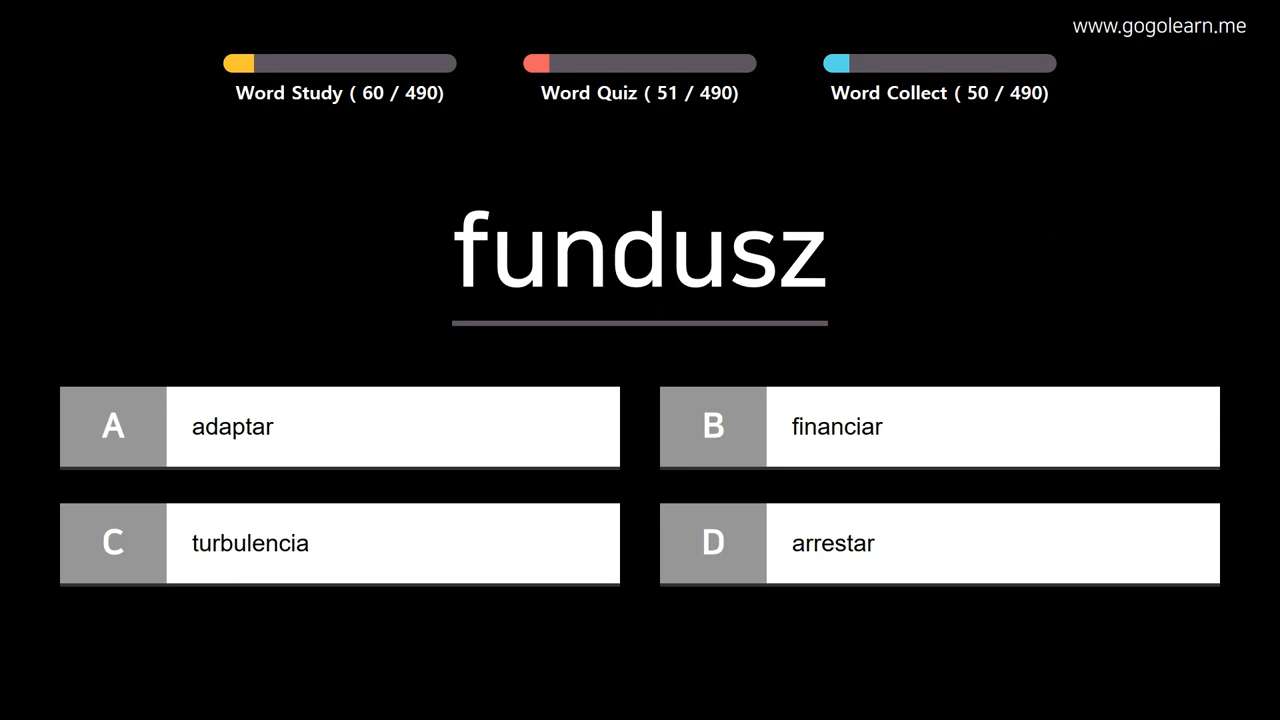 www.gogolearn.me
Word Study ( 60 / 490)
Word Quiz ( 51 / 490)
Word Collect ( 50 / 490)
fundusz
A adaptar
B financiar
C turbulencia
D arrestar